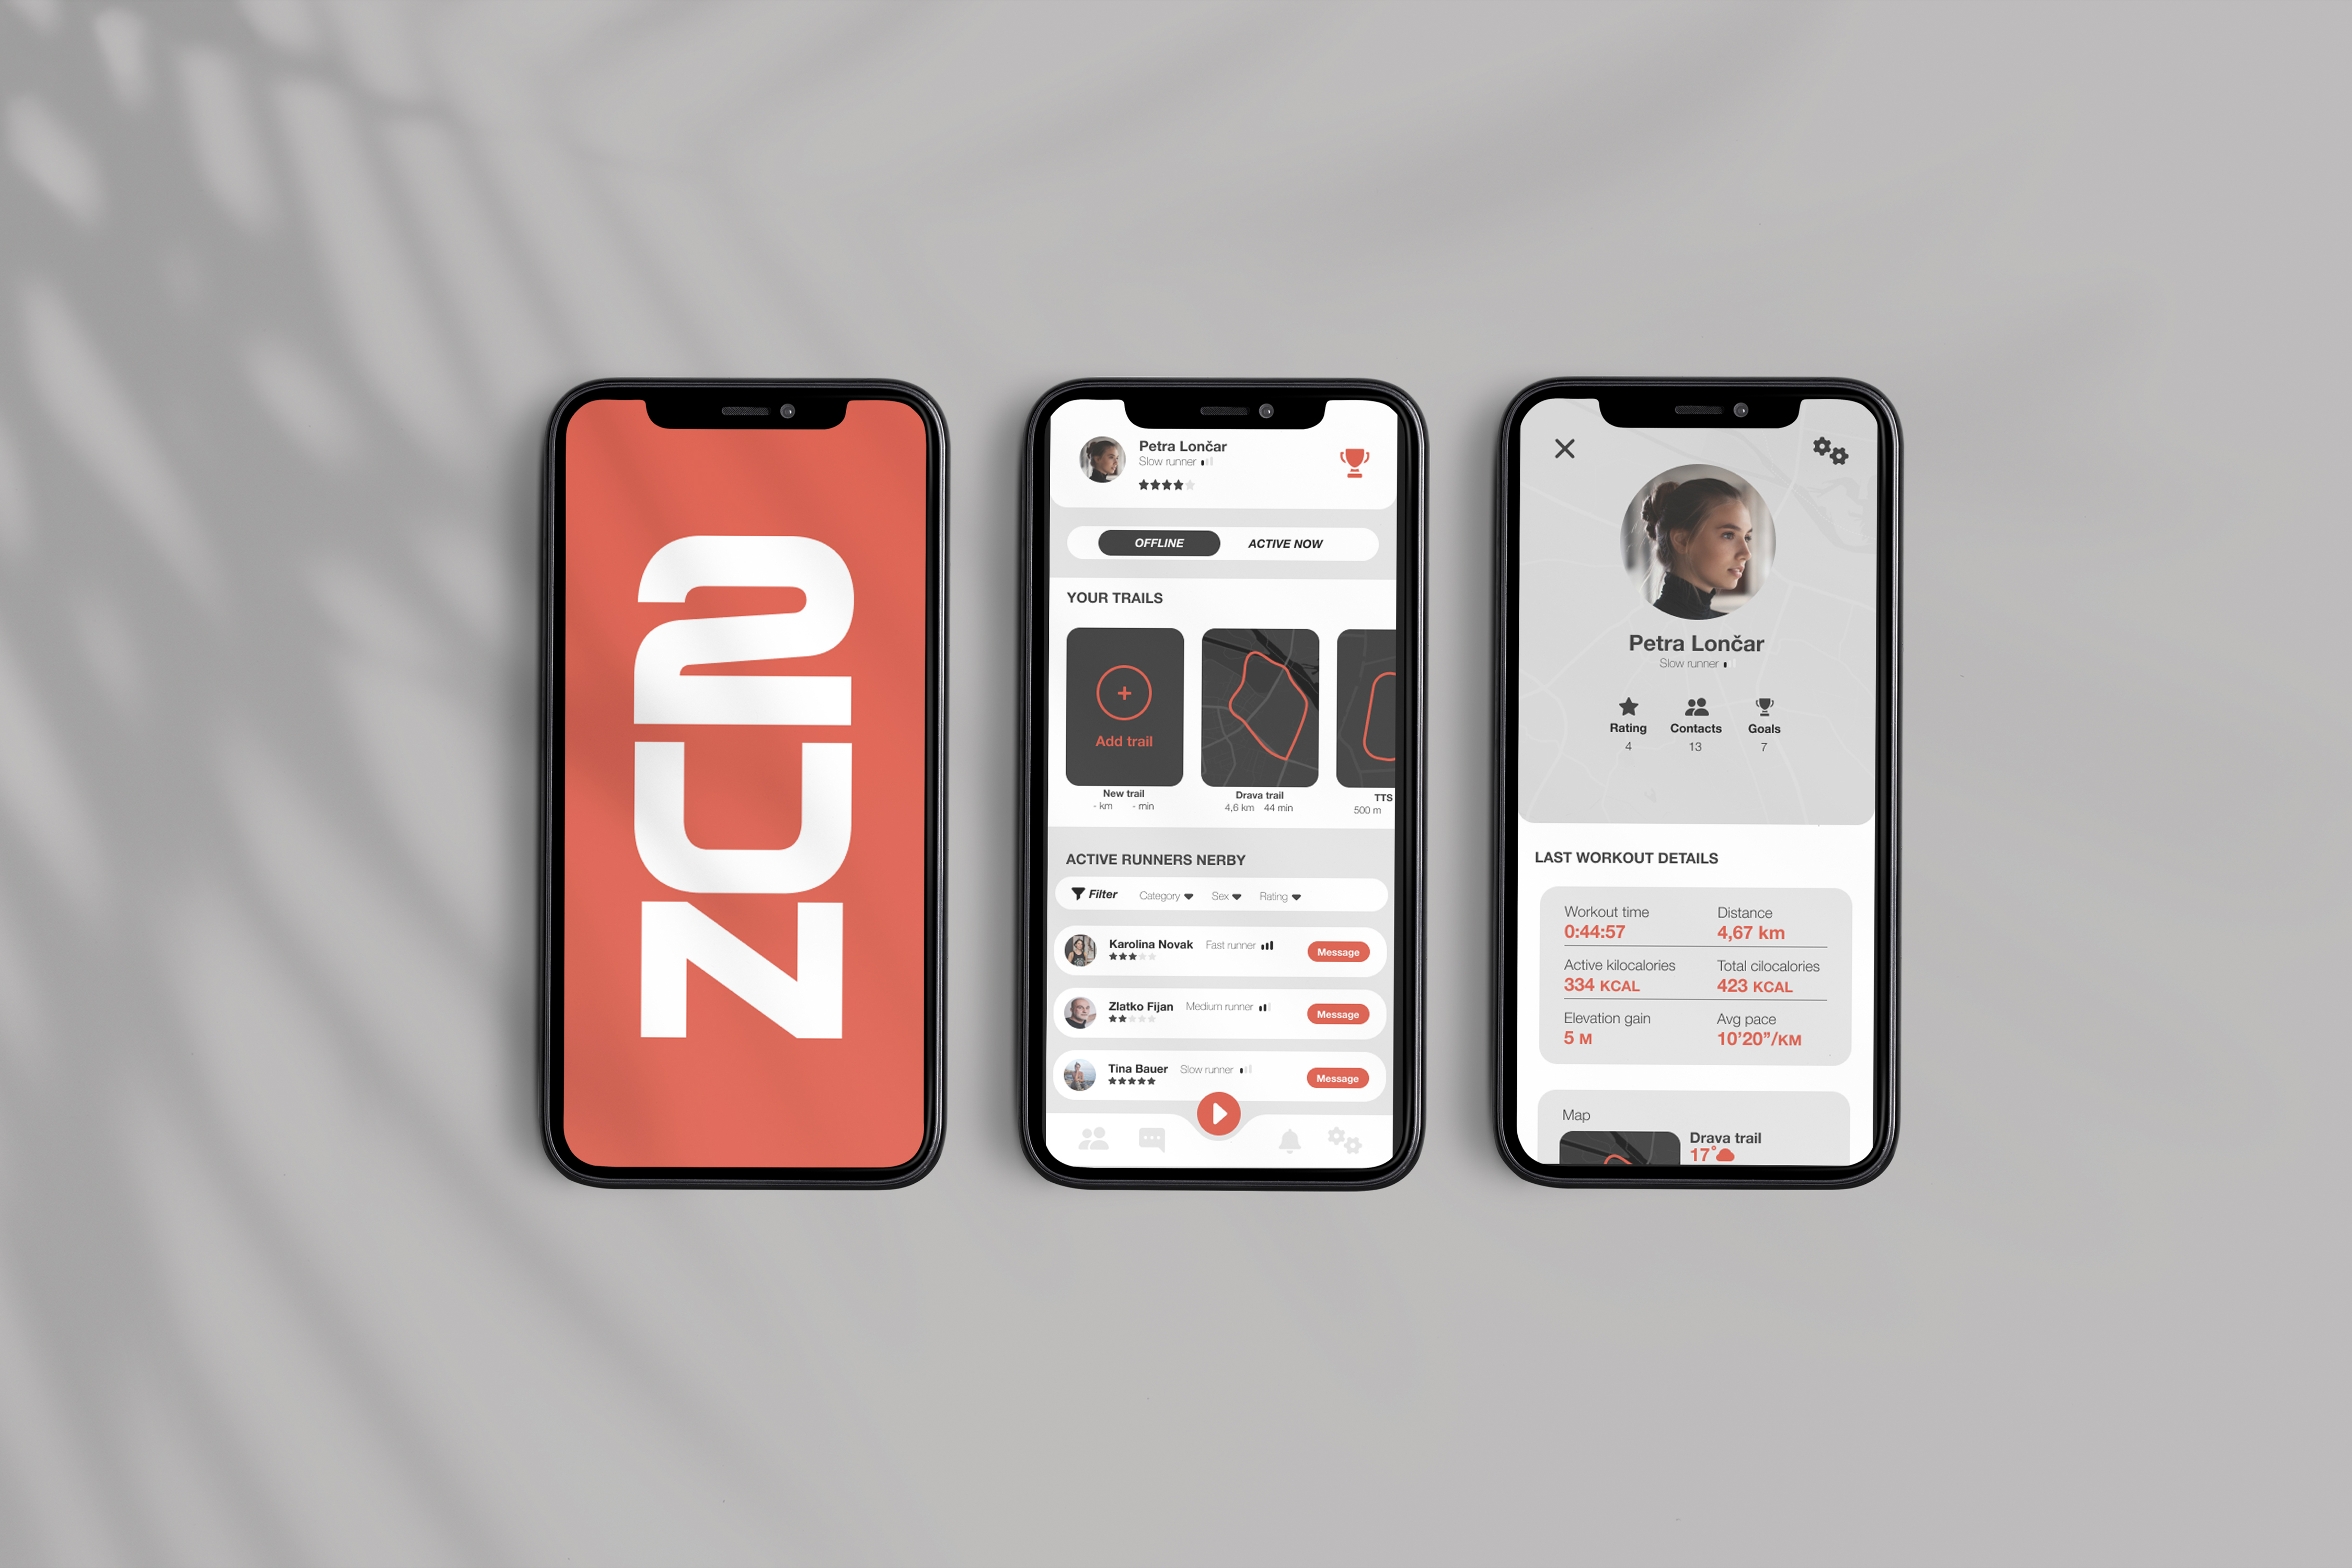 Petra Lončar
Slow runner
OFFLINE
ACTIVE NOW
YOUR TRAILS
Add trail
New trail
- km - min
Drava trail
4,6 km 44 min
TTS
500 m
ACTIVE RUNNERS NERBY
Filter Category Sex Rating
Karolina Novak Fast runner
Message
Zlatko Fijan Medium runner
Message
Tina Bauer Slow runner
Message
Petra Lončar
Slow runner
Rating Contacts Goals
4 13 7
LAST WORKOUT DETAILS
Workout time Distance
0:44:57 4,67 km
Active kilocalories Total cilocalories
334 KCAL 423 KCAL
Elevation gain Avg pace
5 M 10’20”/KM
Map
Drava trail
17°